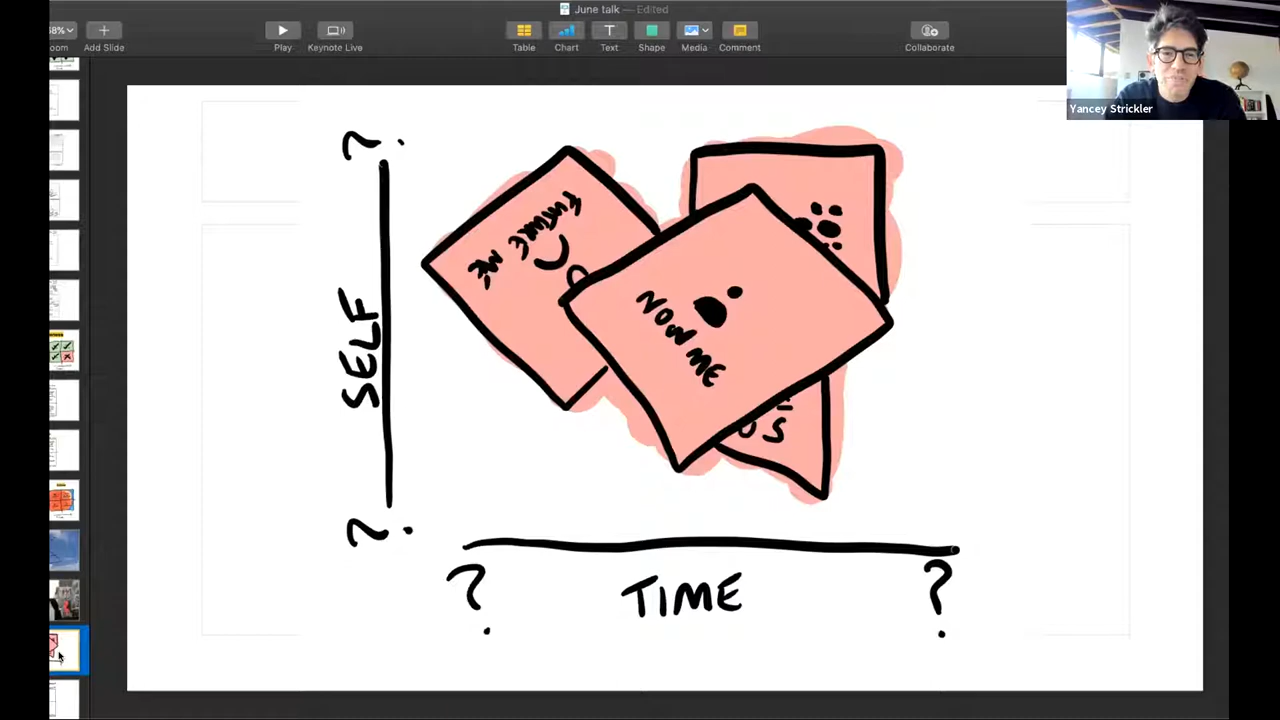 June talk — Edited
Add Slide
Play
Keynote Live
Table
Chart
Text
Shape
Media
Comment
Collaborate
Yancey Strickler
?
SELF
?
FUTURE ME
NOW ME
?
TIME
?